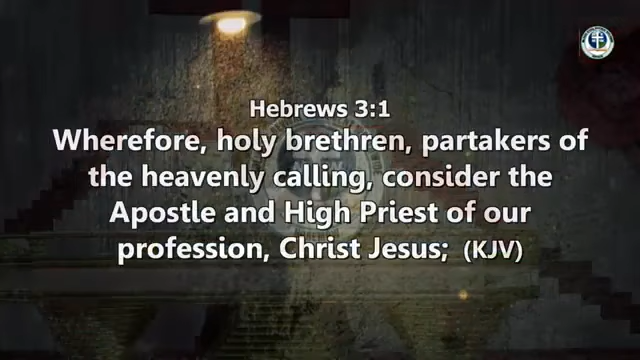 Hebrews 3:1
Wherefore, holy brethren, partakers of
the heavenly calling, consider the
Apostle and High Priest of our
profession, Christ Jesus; (KJV)